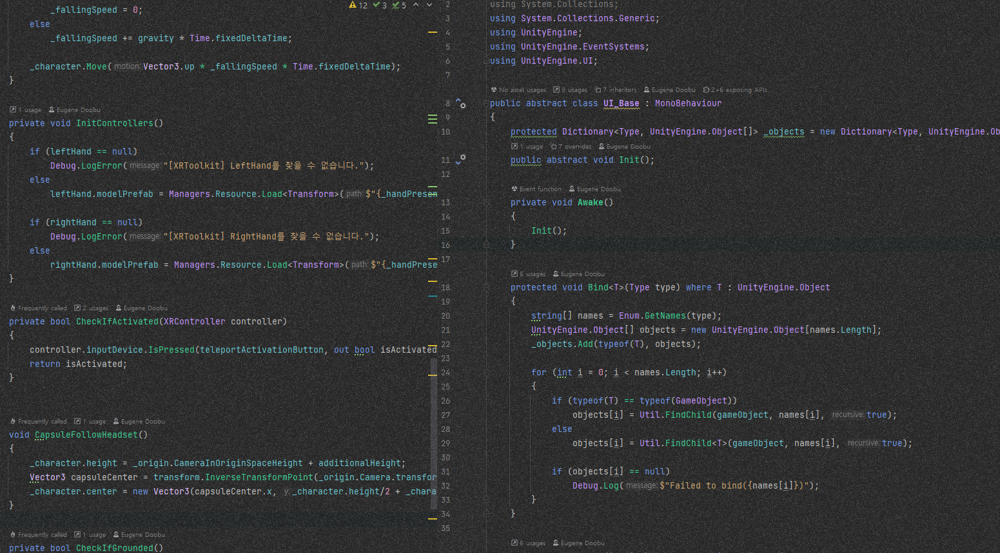 _fallingSpeed = 0;
else
_fallingSpeed += gravity * Time.fixedDeltaTime;
_character.Move( motion: Vector3.up * _fallingSpeed * Time.fixedDeltaTime);
}
1 usage Eugene Doobu
private void InitControllers()
{
if (leftHand == null)
Debug.LogError( message: "[XRToolkit] LeftHand를 찾을 수 없습니다.");
else
leftHand.modelPrefab = Managers.Resource.Load<Transform>( path: $"{_handPresen
if (rightHand == null)
Debug.LogError( message: "[XRToolkit] RightHand를 찾을 수 없습니다.");
else
rightHand.modelPrefab = Managers.Resource.Load<Transform>( path: $"{_handPrese
}
Frequently called 2 usages Eugene Doobu
private bool CheckIfActivated(XRController controller)
{
controller.inputDevice.IsPressed(teleportActivationButton, out bool isActivated
return isActivated;
}
Frequently called 1 usage Eugene Doobu
void CapsuleFollowHeadset()
{
_character.height = _origin.CameraInOriginSpaceHeight + additionalHeight;
Vector3 capsuleCenter = transform.InverseTransformPoint(_origin.Camera.transfor
_character.center = new Vector3(capsuleCenter.x, y: _character.height/2 + _chara
}
Frequently called 1 usage Eugene Doobu
private bool CheckIfGrounded()
12 3 5
2 using System.Collections;
3 using System.Collections.Generic;
4 using UnityEngine;
5 using UnityEngine.EventSystems;
6 using UnityEngine.UI;
7
No asset usages 9 usages 7 inheritors Eugene Doobu 2+6 exposing APIs
8 public abstract class UI_Base : MonoBehaviour
9 {
10 protected Dictionary<Type, UnityEngine.Object[]> _objects = new Dictionary<Type, UnityEngine.Ob
1 usage 7 overrides Eugene Doobu
11 public abstract void Init();
12
Event function Eugene Doobu
13 private void Awake()
14 {
15 Init();
16 }
17
5 usages Eugene Doobu
18 protected void Bind<T>(Type type) where T : UnityEngine.Object
19 {
20 string[] names = Enum.GetNames(type);
21 UnityEngine.Object[] objects = new UnityEngine.Object[names.Length];
22 _objects.Add(typeof(T), objects);
23
24 for (int i = 0; i < names.Length; i++)
25 {
26 if (typeof(T) == typeof(GameObject))
27 objects[i] = Util.FindChild(gameObject, names[i], recursive: true);
28 else
29 objects[i] = Util.FindChild<T>(gameObject, names[i], recursive: true);
30
31 if (objects[i] == null)
32 Debug.Log( message: $"Failed to bind({names[i]})");
33 }
34 }
35
6 usages Eugene Doobu